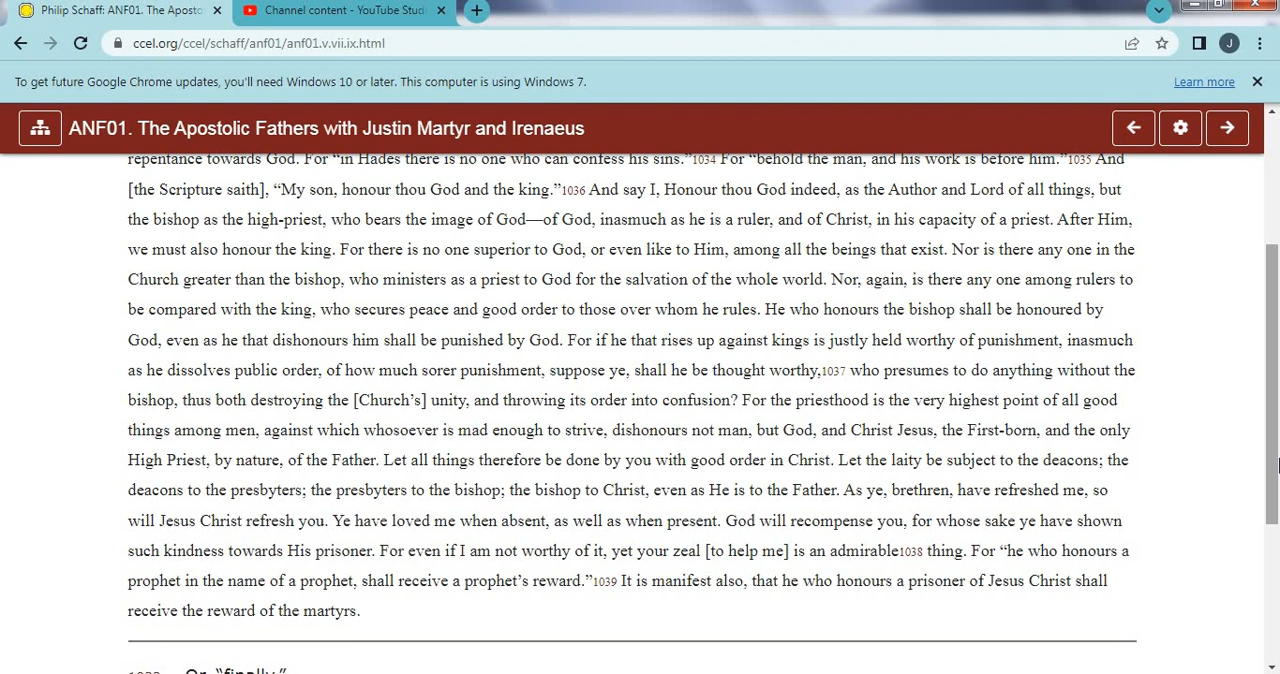 Philip Schaff: ANF01. The Aposto
Channel content - YouTube Studi
ccel.org/ccel/schaff/anf01/anf01.v.vii.ix.html
J
To get future Google Chrome updates, you'll need Windows 10 or later. This computer is using Windows 7.
Learn more
ANF01. The Apostolic Fathers with Justin Martyr and Irenaeus
repentance towards God. For “in Hades there is no one who can confess his sins.”1034 For “behold the man, and his work is before him.”1035 And
[the Scripture saith], “My son, honour thou God and the king.”1036 And say I, Honour thou God indeed, as the Author and Lord of all things, but
the bishop as the high-priest, who bears the image of God—of God, inasmuch as he is a ruler, and of Christ, in his capacity of a priest. After Him,
we must also honour the king. For there is no one superior to God, or even like to Him, among all the beings that exist. Nor is there any one in the
Church greater than the bishop, who ministers as a priest to God for the salvation of the whole world. Nor, again, is there any one among rulers to
be compared with the king, who secures peace and good order to those over whom he rules. He who honours the bishop shall be honoured by
God, even as he that dishonours him shall be punished by God. For if he that rises up against kings is justly held worthy of punishment, inasmuch
as he dissolves public order, of how much sorer punishment, suppose ye, shall he be thought worthy,1037 who presumes to do anything without the
bishop, thus both destroying the [Church’s] unity, and throwing its order into confusion? For the priesthood is the very highest point of all good
things among men, against which whosoever is mad enough to strive, dishonours not man, but God, and Christ Jesus, the First-born, and the only
High Priest, by nature, of the Father. Let all things therefore be done by you with good order in Christ. Let the laity be subject to the deacons; the
deacons to the presbyters; the presbyters to the bishop; the bishop to Christ, even as He is to the Father. As ye, brethren, have refreshed me, so
will Jesus Christ refresh you. Ye have loved me when absent, as well as when present. God will recompense you, for whose sake ye have shown
such kindness towards His prisoner. For even if I am not worthy of it, yet your zeal [to help me] is an admirable1038 thing. For “he who honours a
prophet in the name of a prophet, shall receive a prophet’s reward.”1039 It is manifest also, that he who honours a prisoner of Jesus Christ shall
receive the reward of the martyrs.
Or, “finally.”